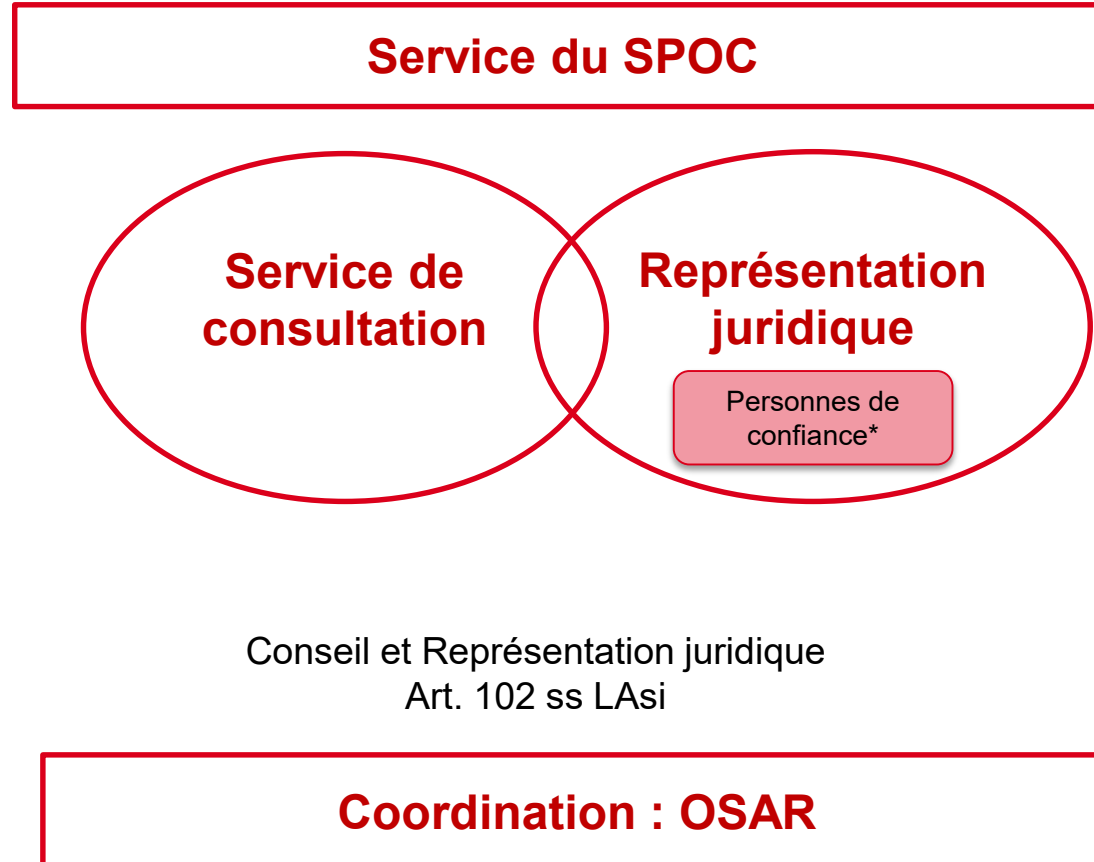 Service du SPOC
Service de
consultation
Représentation
juridique
Personnes de
confiance*
Conseil et Représentation juridique
Art. 102 ss LAsi
Coordination : OSAR